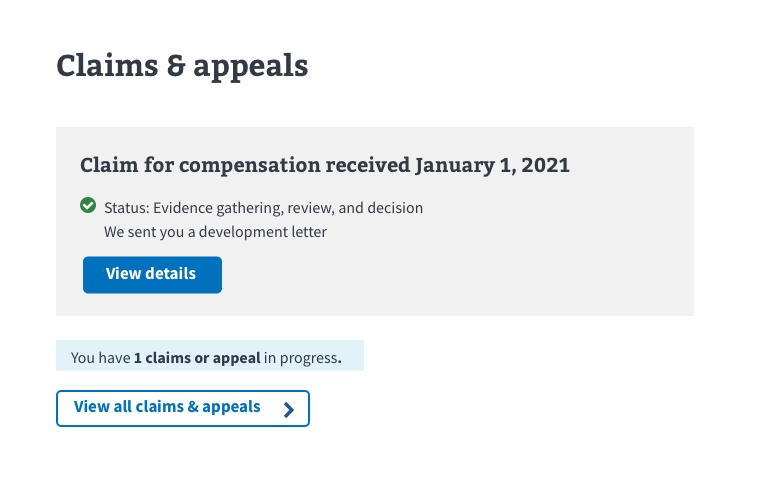 Claims & appeals
Claim for compensation received January 1, 2021
Status: Evidence gathering, review, and decision
We sent you a development letter
View details
You have 1 claims or appeal in progress.
View all claims & appeals